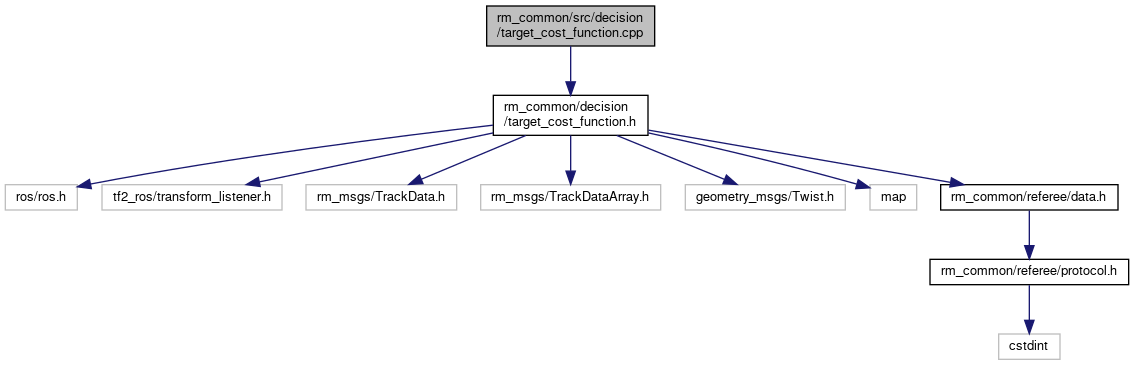 rm_common/src/decision
/target_cost_function.cpp
rm_common/decision
/target_cost_function.h
ros/ros.h
tf2_ros/transform_listener.h
rm_msgs/TrackData.h
rm_msgs/TrackDataArray.h
geometry_msgs/Twist.h
map
rm_common/referee/data.h
rm_common/referee/protocol.h
cstdint